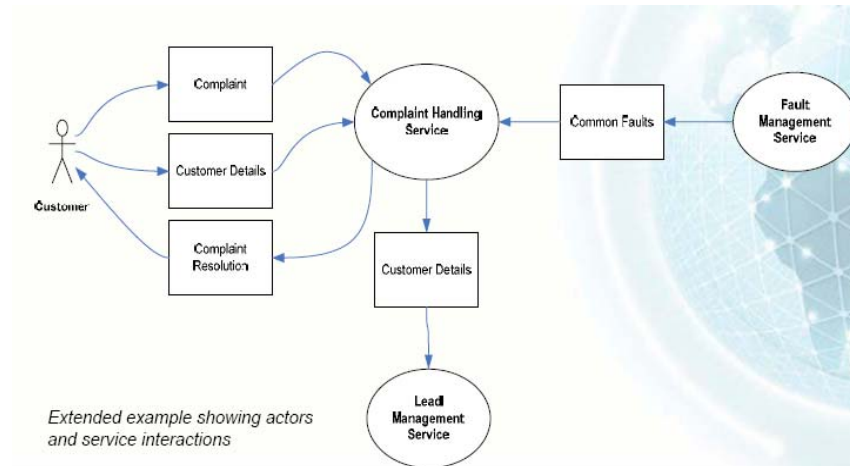 Complaint
Customer Details
Complaint
Resolution
Customer
Complaint Handling
Service
Common Faults
Fault
Management
Service
Customer Details
Lead
Management
Service
Extended example showing actors
and service interactions